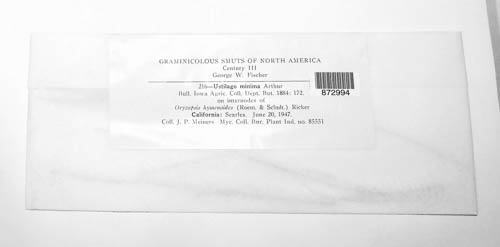 GRAMINICOLOUS SMUTS OF NORTH AMERICA
Century III
George W. Fischer
216—Ustilago minima Arthur
Bull. Iowa Agric. Coll. Dept. Bot. 1884: 172.
on internodes of
Oryzopsis hymenoides (Roem. & Schult.) Ricker
California: Searles. June 20, 1947.
Coll. J. P. Meiners Myc. Coll. Bur. Plant Ind. no. 85551
872994